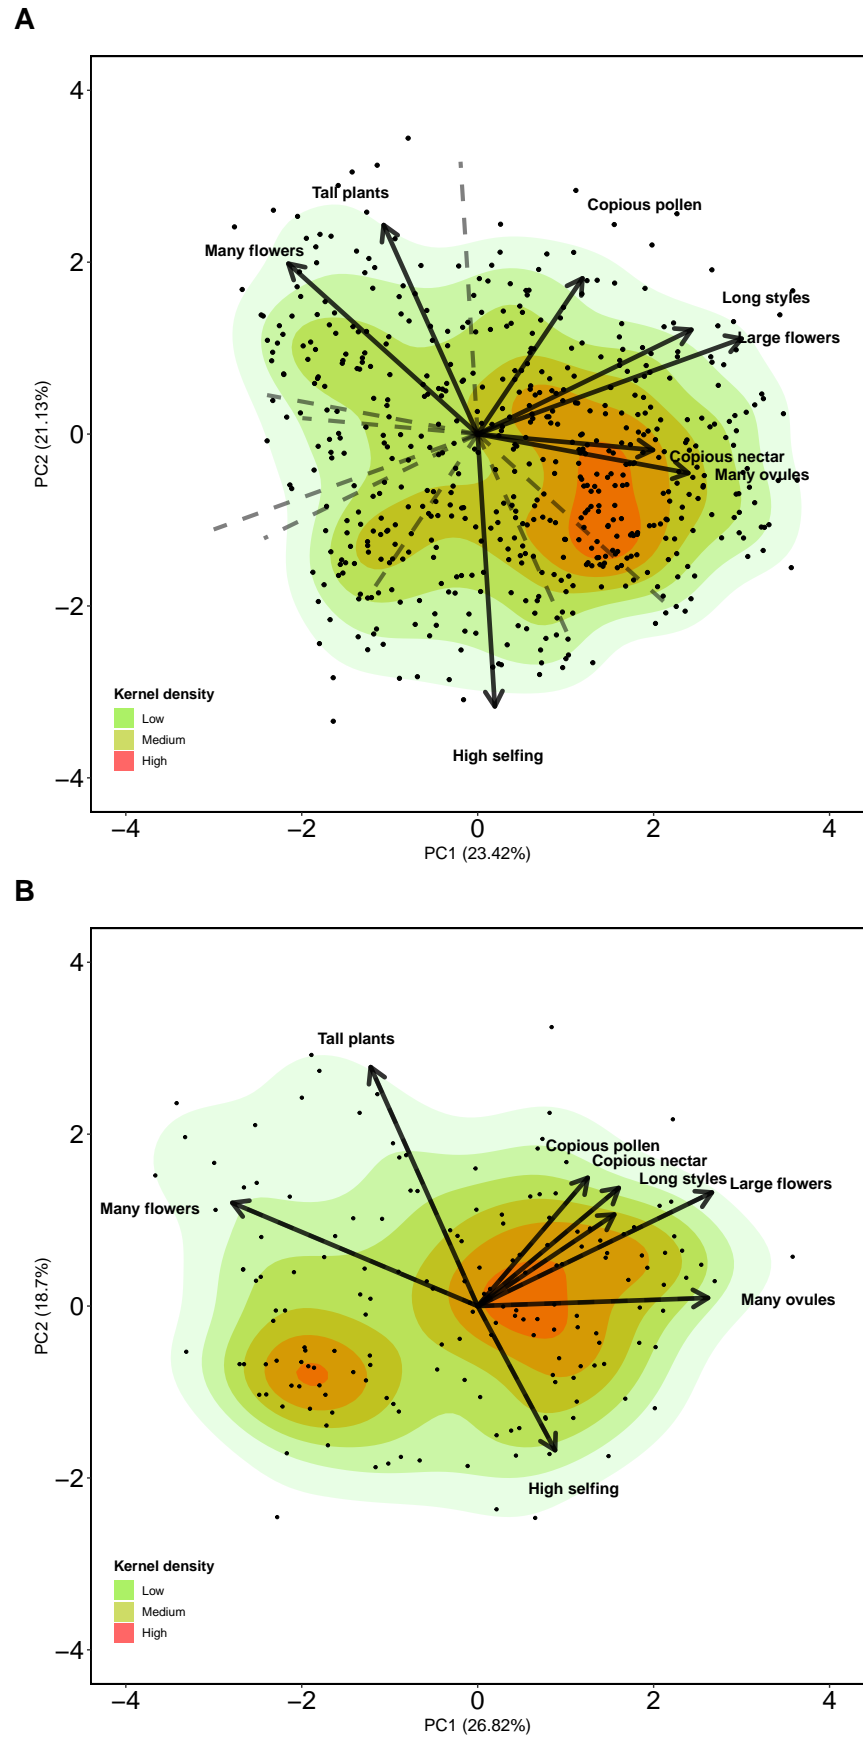 A
4
2
0
−2
−4
PC2 (21.13%)
Tall plants
Many flowers
Copious pollen
Long styles
Large flowers
Copious nectar
Many ovules
High selfing
Kernel density
Low
Medium
High
−4
−2
0
2
4
PC1 (23.42%)
B
4
2
0
−2
−4
PC2 (18.7%)
Tall plants
Copious pollen
Copious nectar
Long styles
Large flowers
Many flowers
Many ovules
High selfing
Kernel density
Low
Medium
High
−4
−2
0
2
4
PC1 (26.82%)